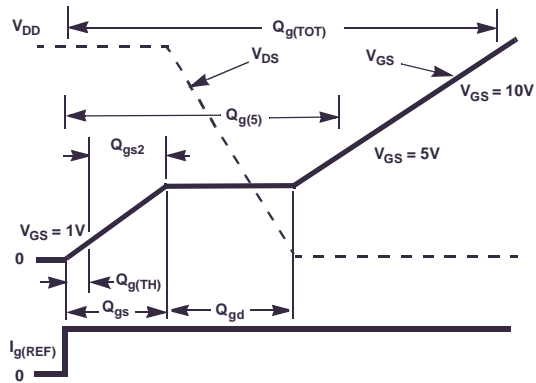 V_DD
Q_g(TOT)
V_DS
V_GS
V_GS = 10V
Q_g(5)
Q_gs2
V_GS = 5V
V_GS = 1V
0
Q_g(TH)
Q_gs
Q_gd
I_g(REF)
0